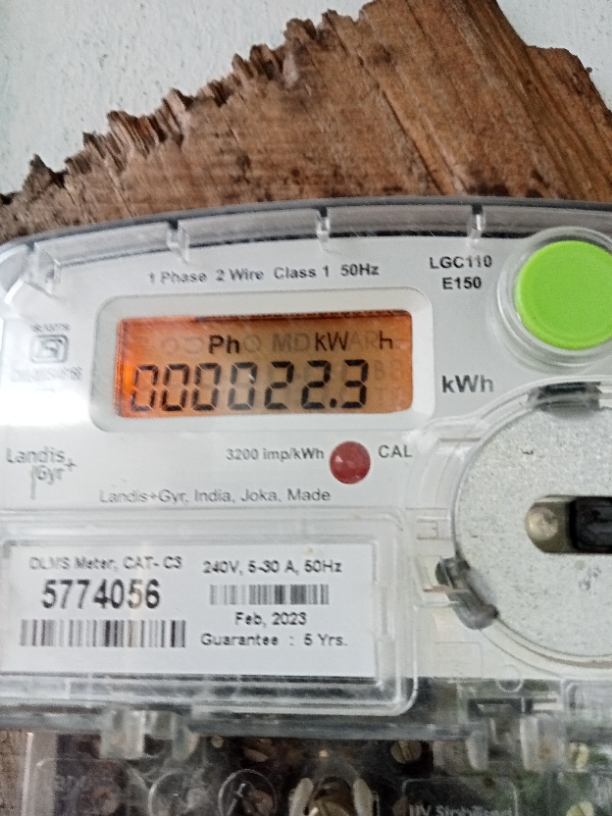 1 Phase 2 Wire Class 1 50Hz
LGC110
E150
Ph MD kW h
000022.3
kWh
3200 imp/kWh
CAL
Landis
Gyr+
Landis+Gyr, India, Joka, Made
DLMS Meter, CAT- C3
5774056
240V, 5-30 A, 50Hz
Feb, 2023
Guarantee : 5 Yrs.
UV Stabilised